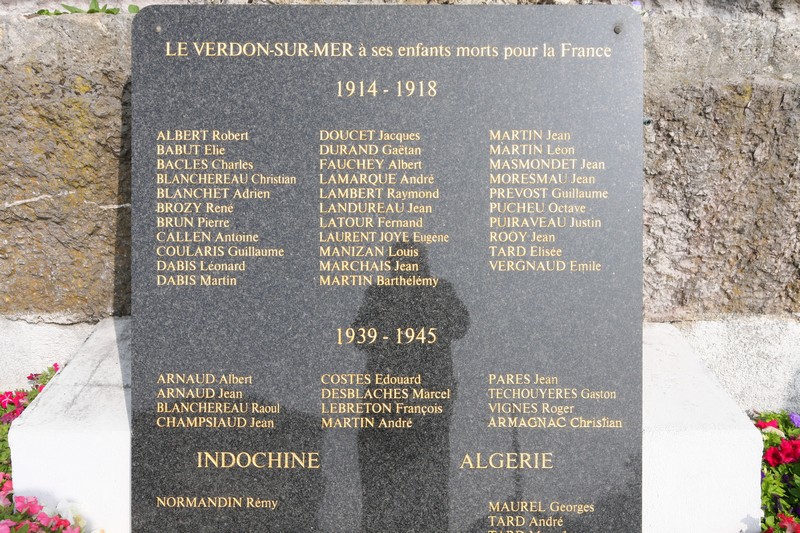 LE VERDON-SUR-MER à ses enfants morts pour la France
1914 - 1918
ALBERT Robert
BABUT Elie
BACLES Charles
BLANCHEREAU Christian
BLANCHET Adrien
BROZY René
BRUN Pierre
CALLEN Antoine
COULARIS Guillaume
DABIS Léonard
DABIS Martin
DOUCET Jacques
DURAND Gaëtan
FAUCHEY Albert
LAMARQUE André
LAMBERT Raymond
LANDUREAU Jean
LATOUR Fernand
LAURENT JOYE Eugène
MANIZAN Louis
MARCHAIS Jean
MARTIN Barthélémy
MARTIN Jean
MARTIN Léon
MASMONDET Jean
MORESMAU Jean
PREVOST Guillaume
PUCHEU Octave
PUIRAVEAU Justin
ROOY Jean
TARD Elisée
VERGNAUD Emile
1939 - 1945
ARNAUD Albert
ARNAUD Jean
BLANCHEREAU Raoul
CHAMPSIAUD Jean
COSTES Edouard
DESBLACHES Marcel
LEBRETON François
MARTIN André
PARES Jean
TECHOUYERES Gaston
VIGNES Roger
ARMAGNAC Christian
INDOCHINE
NORMANDIN Rémy
ALGERIE
MAUREL Georges
TARD André
TARD